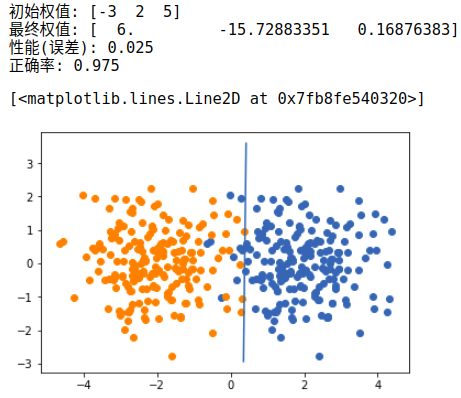 初始权值: [-3 2 5]
最终权值: [ 6. -15.72883351 0.16876383]
性能(误差): 0.025
正确率: 0.975
[<matplotlib.lines.Line2D at 0x7fb8fe540320>]
3
2
1
0
−1
−2
−3
−4 −2 0 2 4